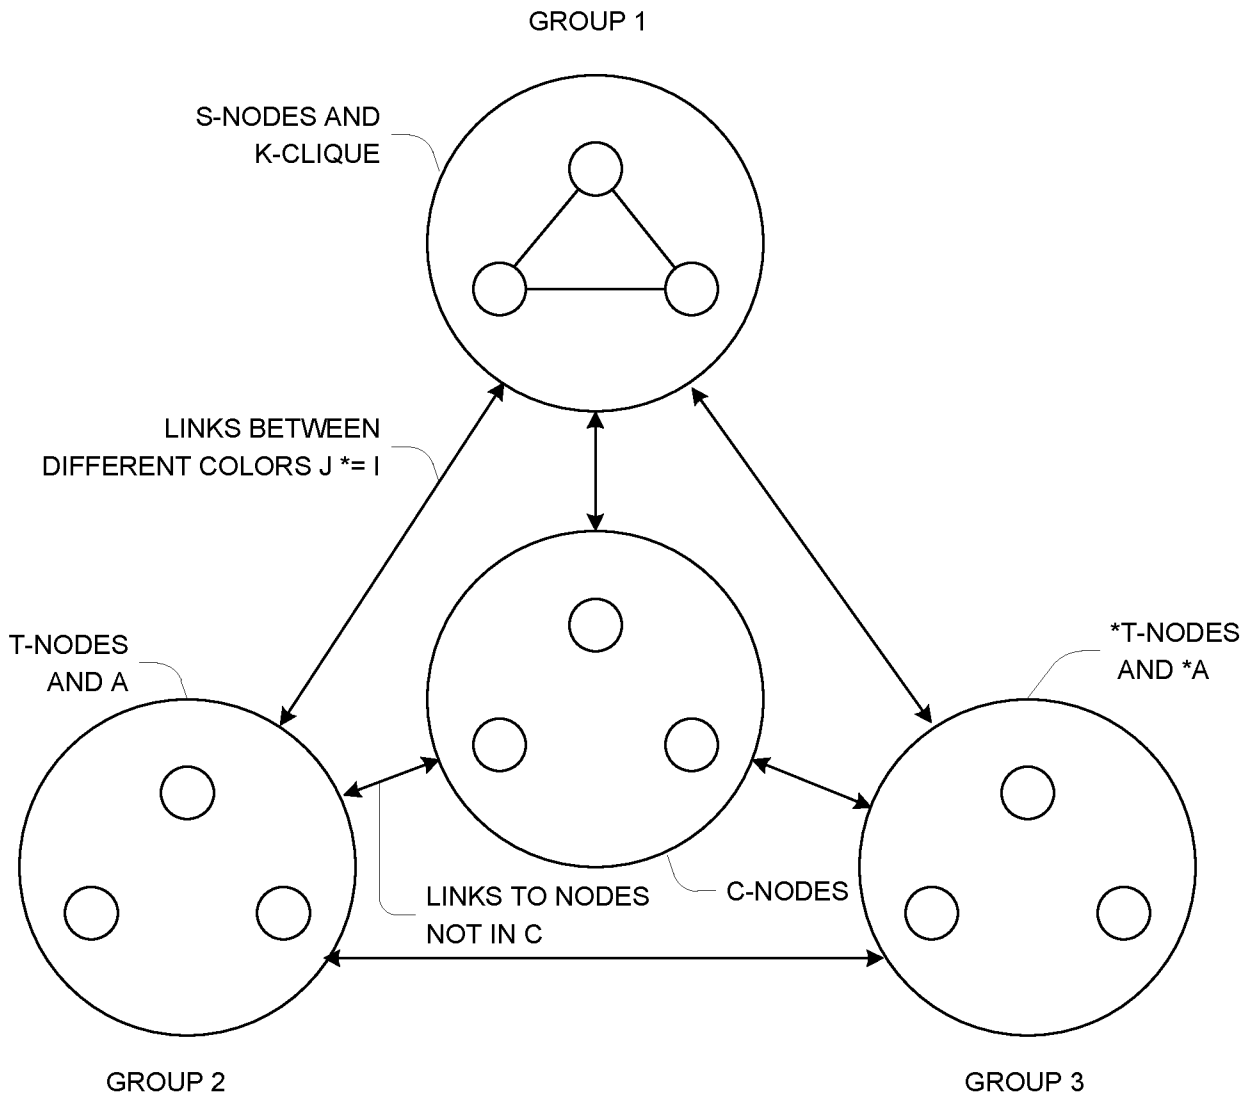 GROUP 1
S-NODES AND
K-CLIQUE
LINKS BETWEEN
DIFFERENT COLORS J *= I
T-NODES
AND A
*T-NODES
AND *A
LINKS TO NODES
NOT IN C
C-NODES
GROUP 2
GROUP 3